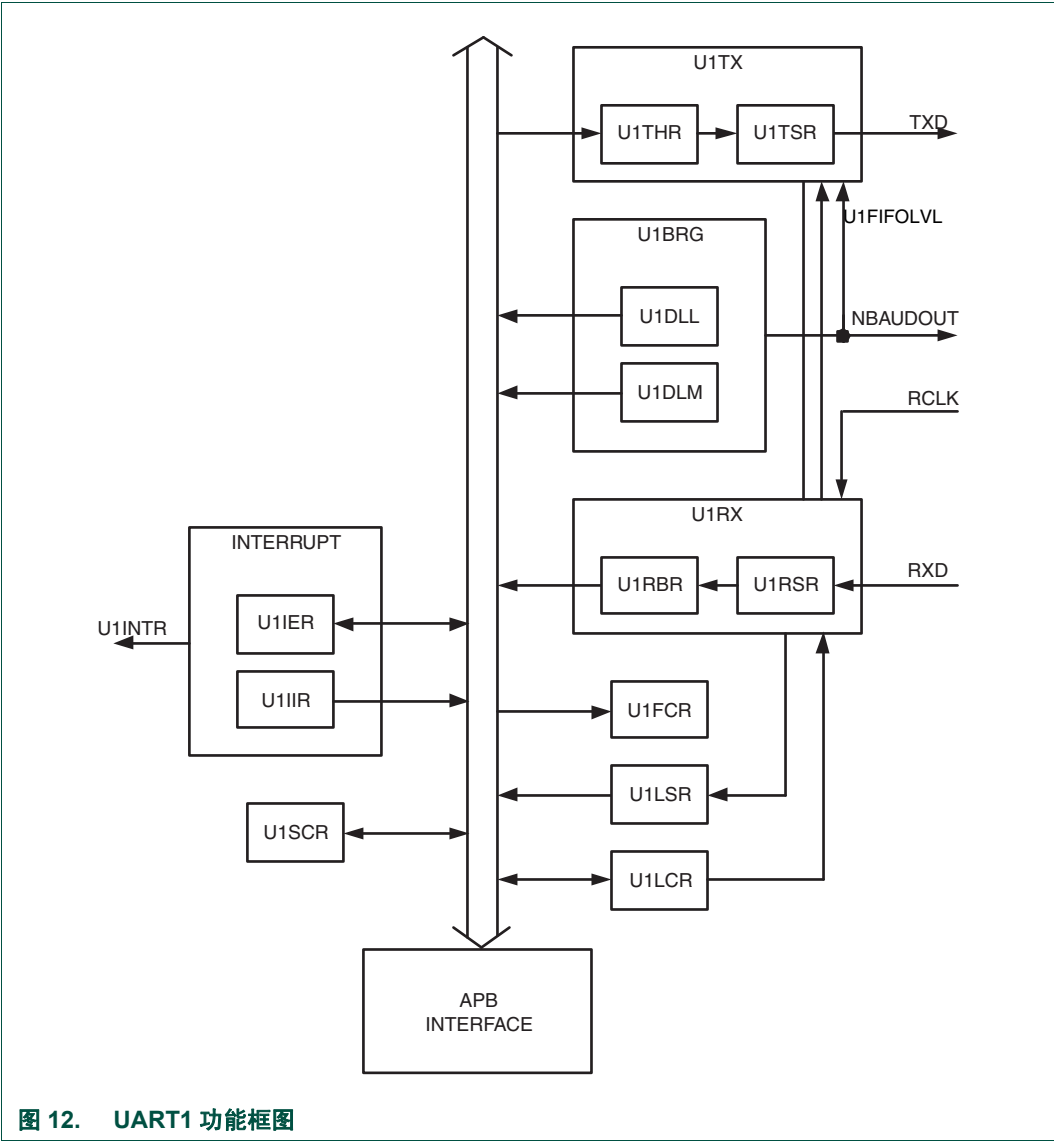 U1TX
U1THR
U1TSR
TXD
U1FIFOLVL
U1BRG
U1DLL
NBAUDOUT
U1DLM
RCLK
U1RX
INTERRUPT
U1RBR
U1RSR
RXD
U1IER
U1INTR
U1IIR
U1FCR
U1LSR
U1SCR
U1LCR
APB
INTERFACE
图 12. UART1 功能框图